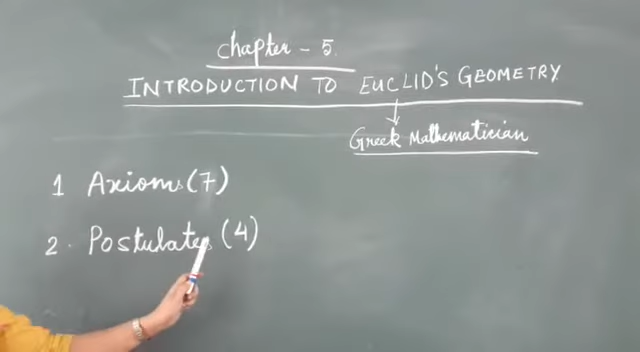 Chapter - 5.
INTRODUCTION TO EUCLID'S GEOMETRY
Greek Mathematician
1 Axioms (7)
2. Postulates (4)